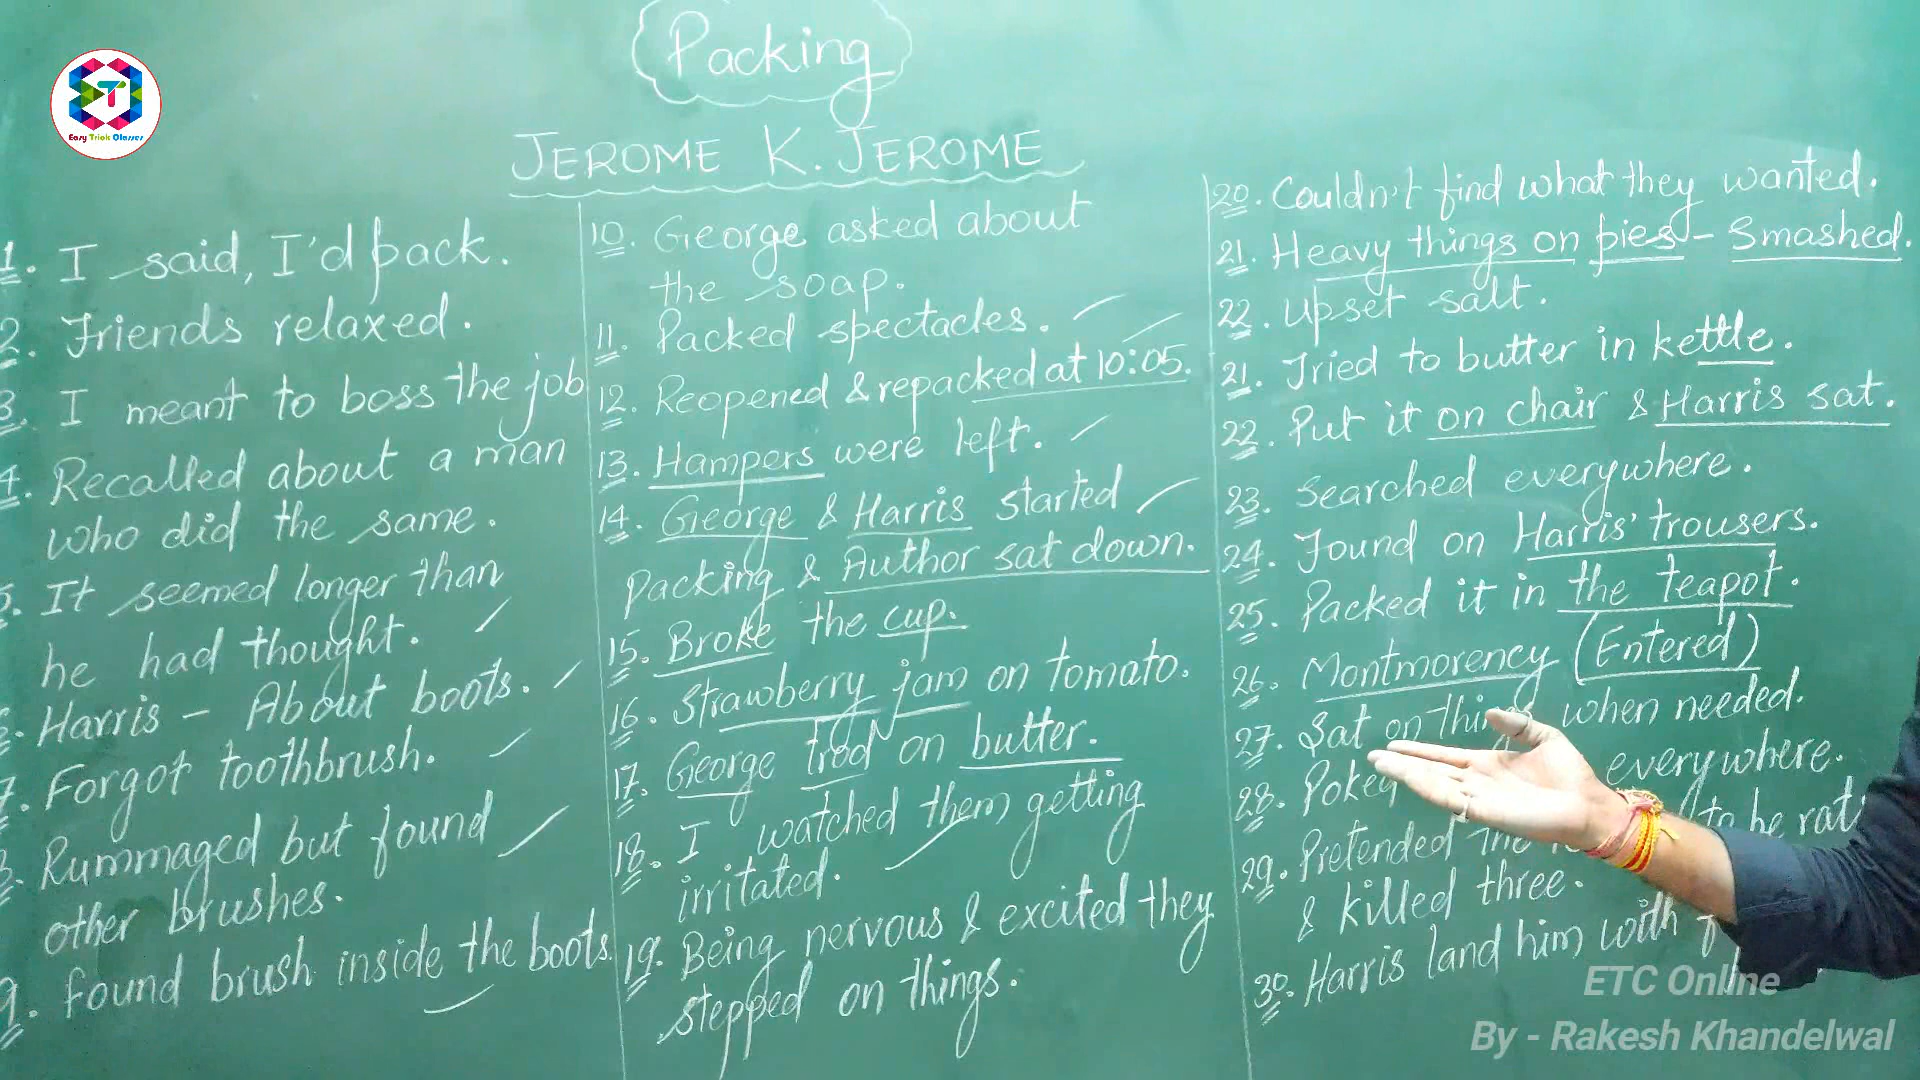 Packing
JEROME K. JEROME
Easy Trick Classes
1. I said, I'd pack.
2. Friends relaxed.
3. I meant to boss the job
4. Recalled about a man
who did the same.
5. It seemed longer than
he had thought.
6. Harris - About boots.
7. Forgot toothbrush.
8. Rummaged but found
other brushes.
9. found brush inside the boots.
10. George asked about
the soap.
11. Packed spectacles.
12. Reopened & repacked at 10:05.
13. Hampers were left.
14. George & Harris started
Packing & Author sat down.
15. Broke the cup.
16. Strawberry jam on tomato.
17. George trod on butter.
18. I watched them getting
irritated.
19. Being nervous & excited they
stepped on things.
20. Couldn't find what they wanted.
21. Heavy things on pies - Smashed.
22. Upset salt.
21. Tried to butter in kettle.
22. Put it on chair & Harris sat.
23. Searched everywhere.
24. Found on Harris' trousers.
25. Packed it in the teapot.
26. Montmorency (Entered)
27. Sat on things when needed.
28. everywhere.
29. Pretended to be rats
& killed three.
30. Harris land him with
ETC Online
By - Rakesh Khandelwal